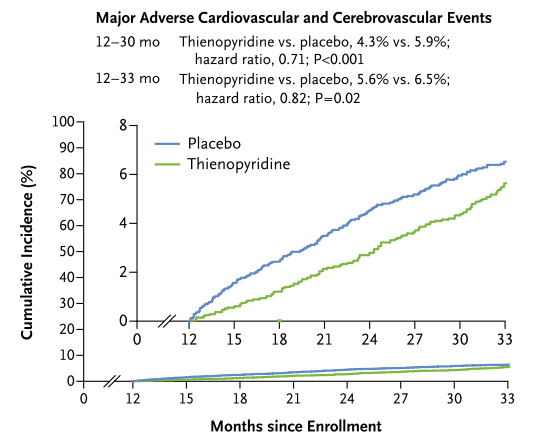 Major Adverse Cardiovascular and Cerebrovascular Events
12–30 mo Thienopyridine vs. placebo, 4.3% vs. 5.9%;
hazard ratio, 0.71; P<0.001
12–33 mo Thienopyridine vs. placebo, 5.6% vs. 6.5%;
hazard ratio, 0.82; P=0.02
Cumulative Incidence (%)
100
90
80
70
60
50
40
30
20
10
0
8
6
4
2
0
Placebo
Thienopyridine
0 12 15 18 21 24 27 30 33
0 12 15 18 21 24 27 30 33
Months since Enrollment